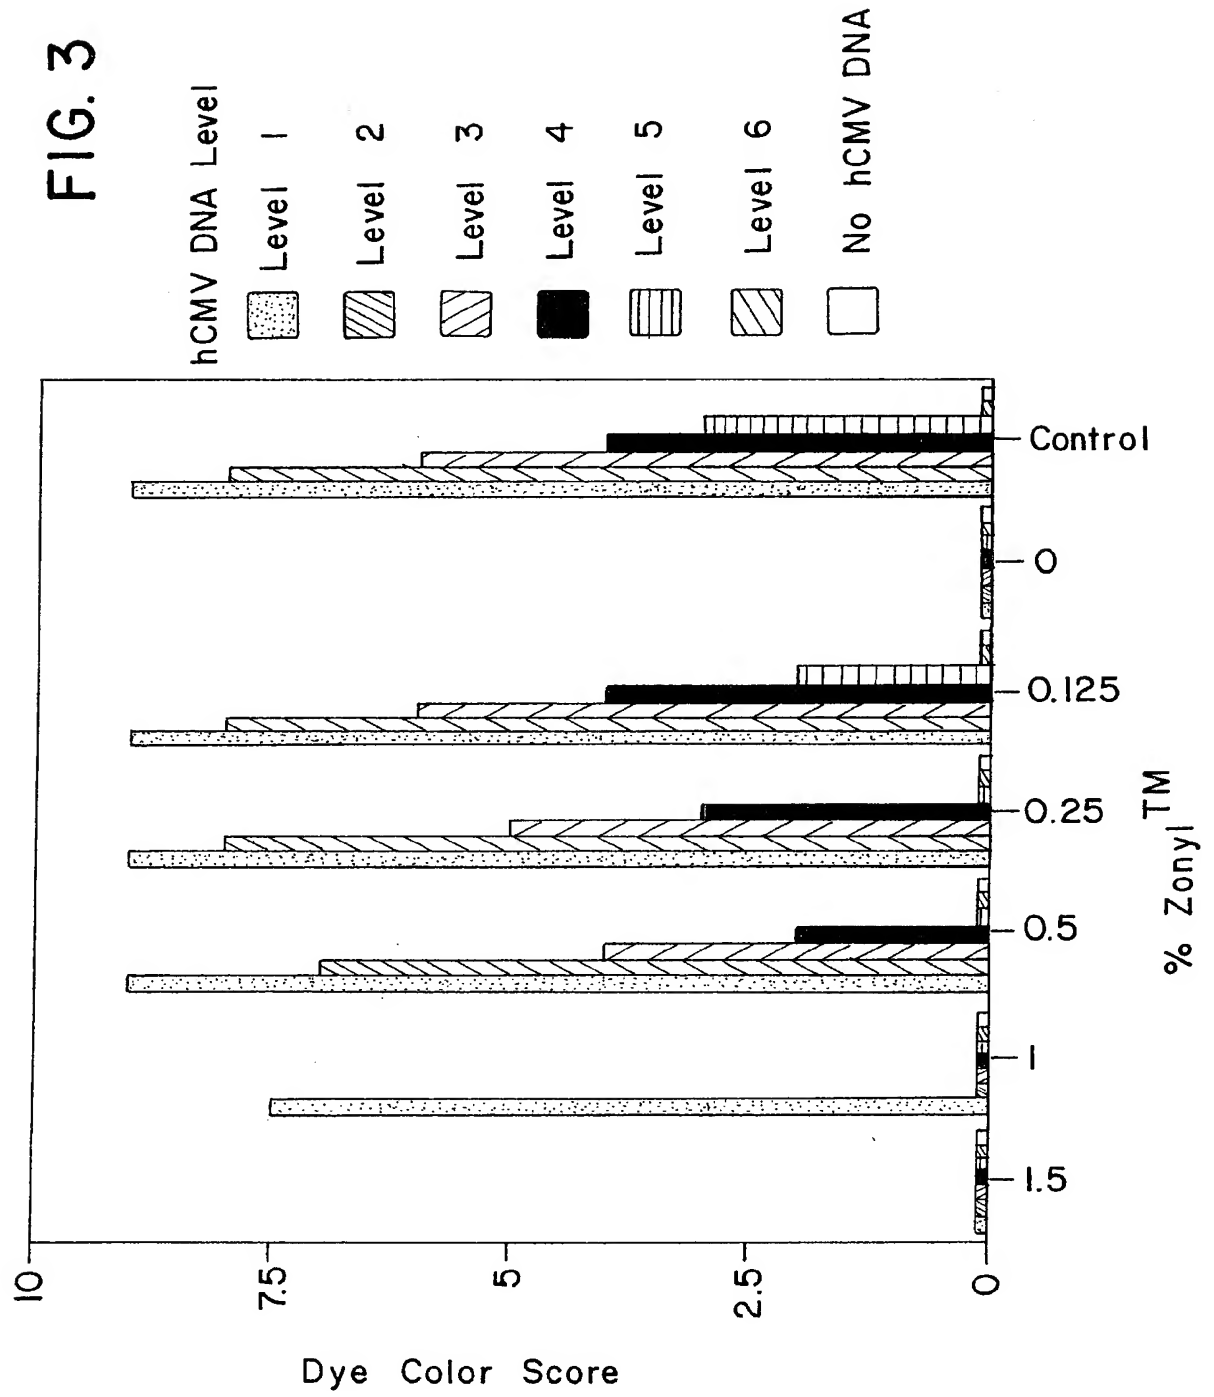 FIG. 3
hCMV DNA Level
Level 1
Level 2
Level 3
Level 4
Level 5
Level 6
No hCMV DNA
Dye Color Score
10
7.5
5
2.5
0
1.5
1
0.5
0.25
0.125
0
Control
% Zonyl™